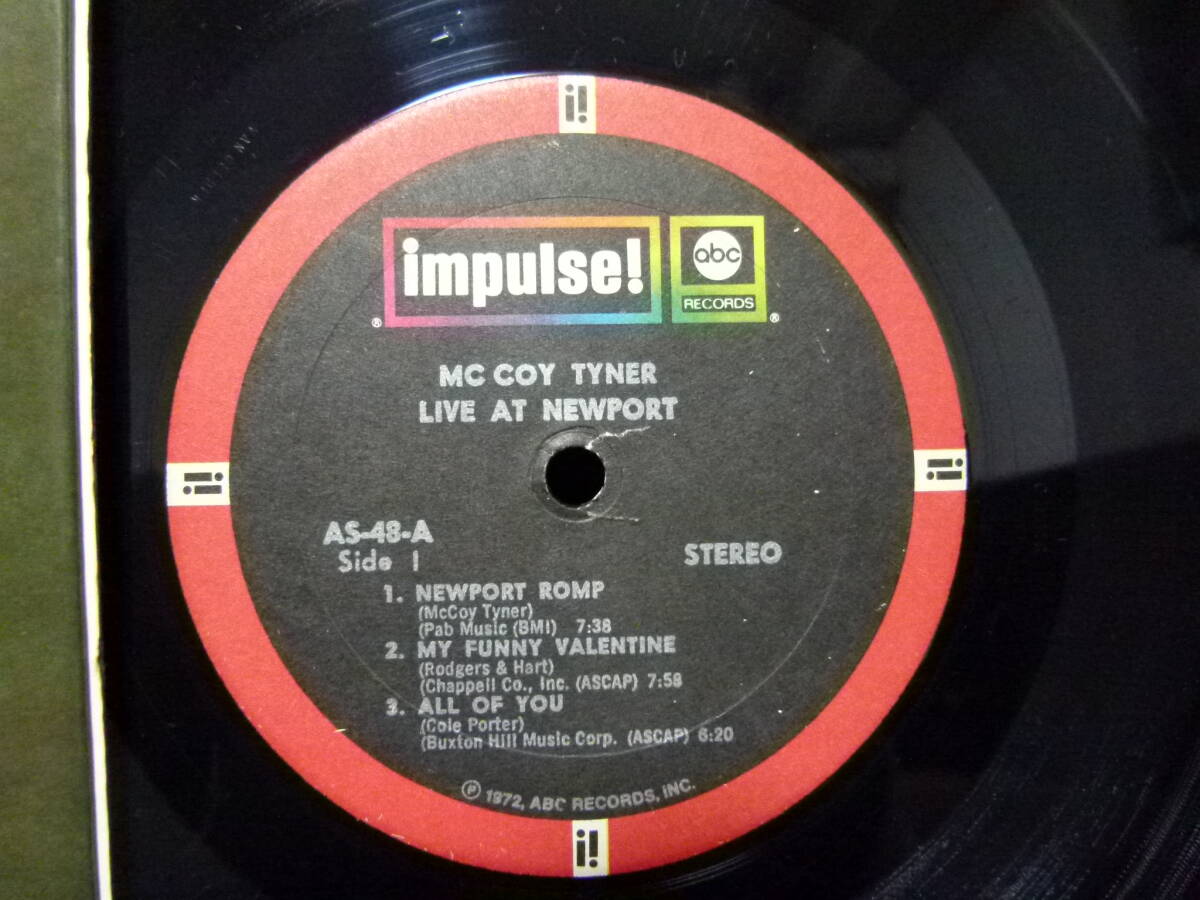 i!
impulse!
abc
RECORDS
®
®
MC COY TYNER
LIVE AT NEWPORT
i!
i!
AS-48-A
Side 1
STEREO
1. NEWPORT ROMP
(McCoy Tyner)
(Pab Music (BMI) 7:38
2. MY FUNNY VALENTINE
(Rodgers & Hart)
(Chappell Co., Inc. (ASCAP) 7:58
3. ALL OF YOU
(Cole Porter)
(Buxton Hill Music Corp. (ASCAP) 6:20
℗ 1972, ABC RECORDS, INC.
i!